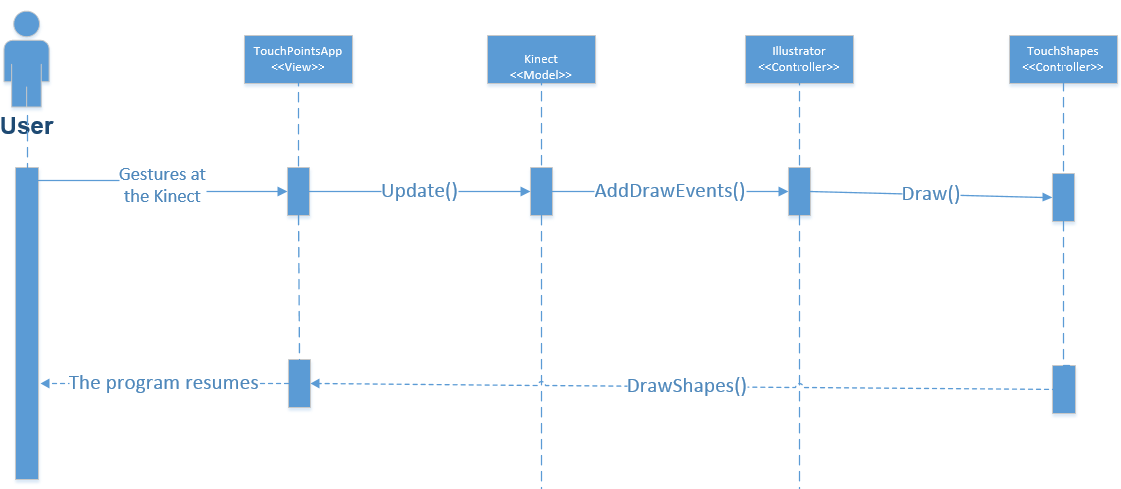 User
TouchPointsApp
<<View>>
Kinect
<<Model>>
Illustrator
<<Controller>>
TouchShapes
<<Controller>>
Gestures at
the Kinect
Update()
AddDrawEvents()
Draw()
The program resumes
DrawShapes()